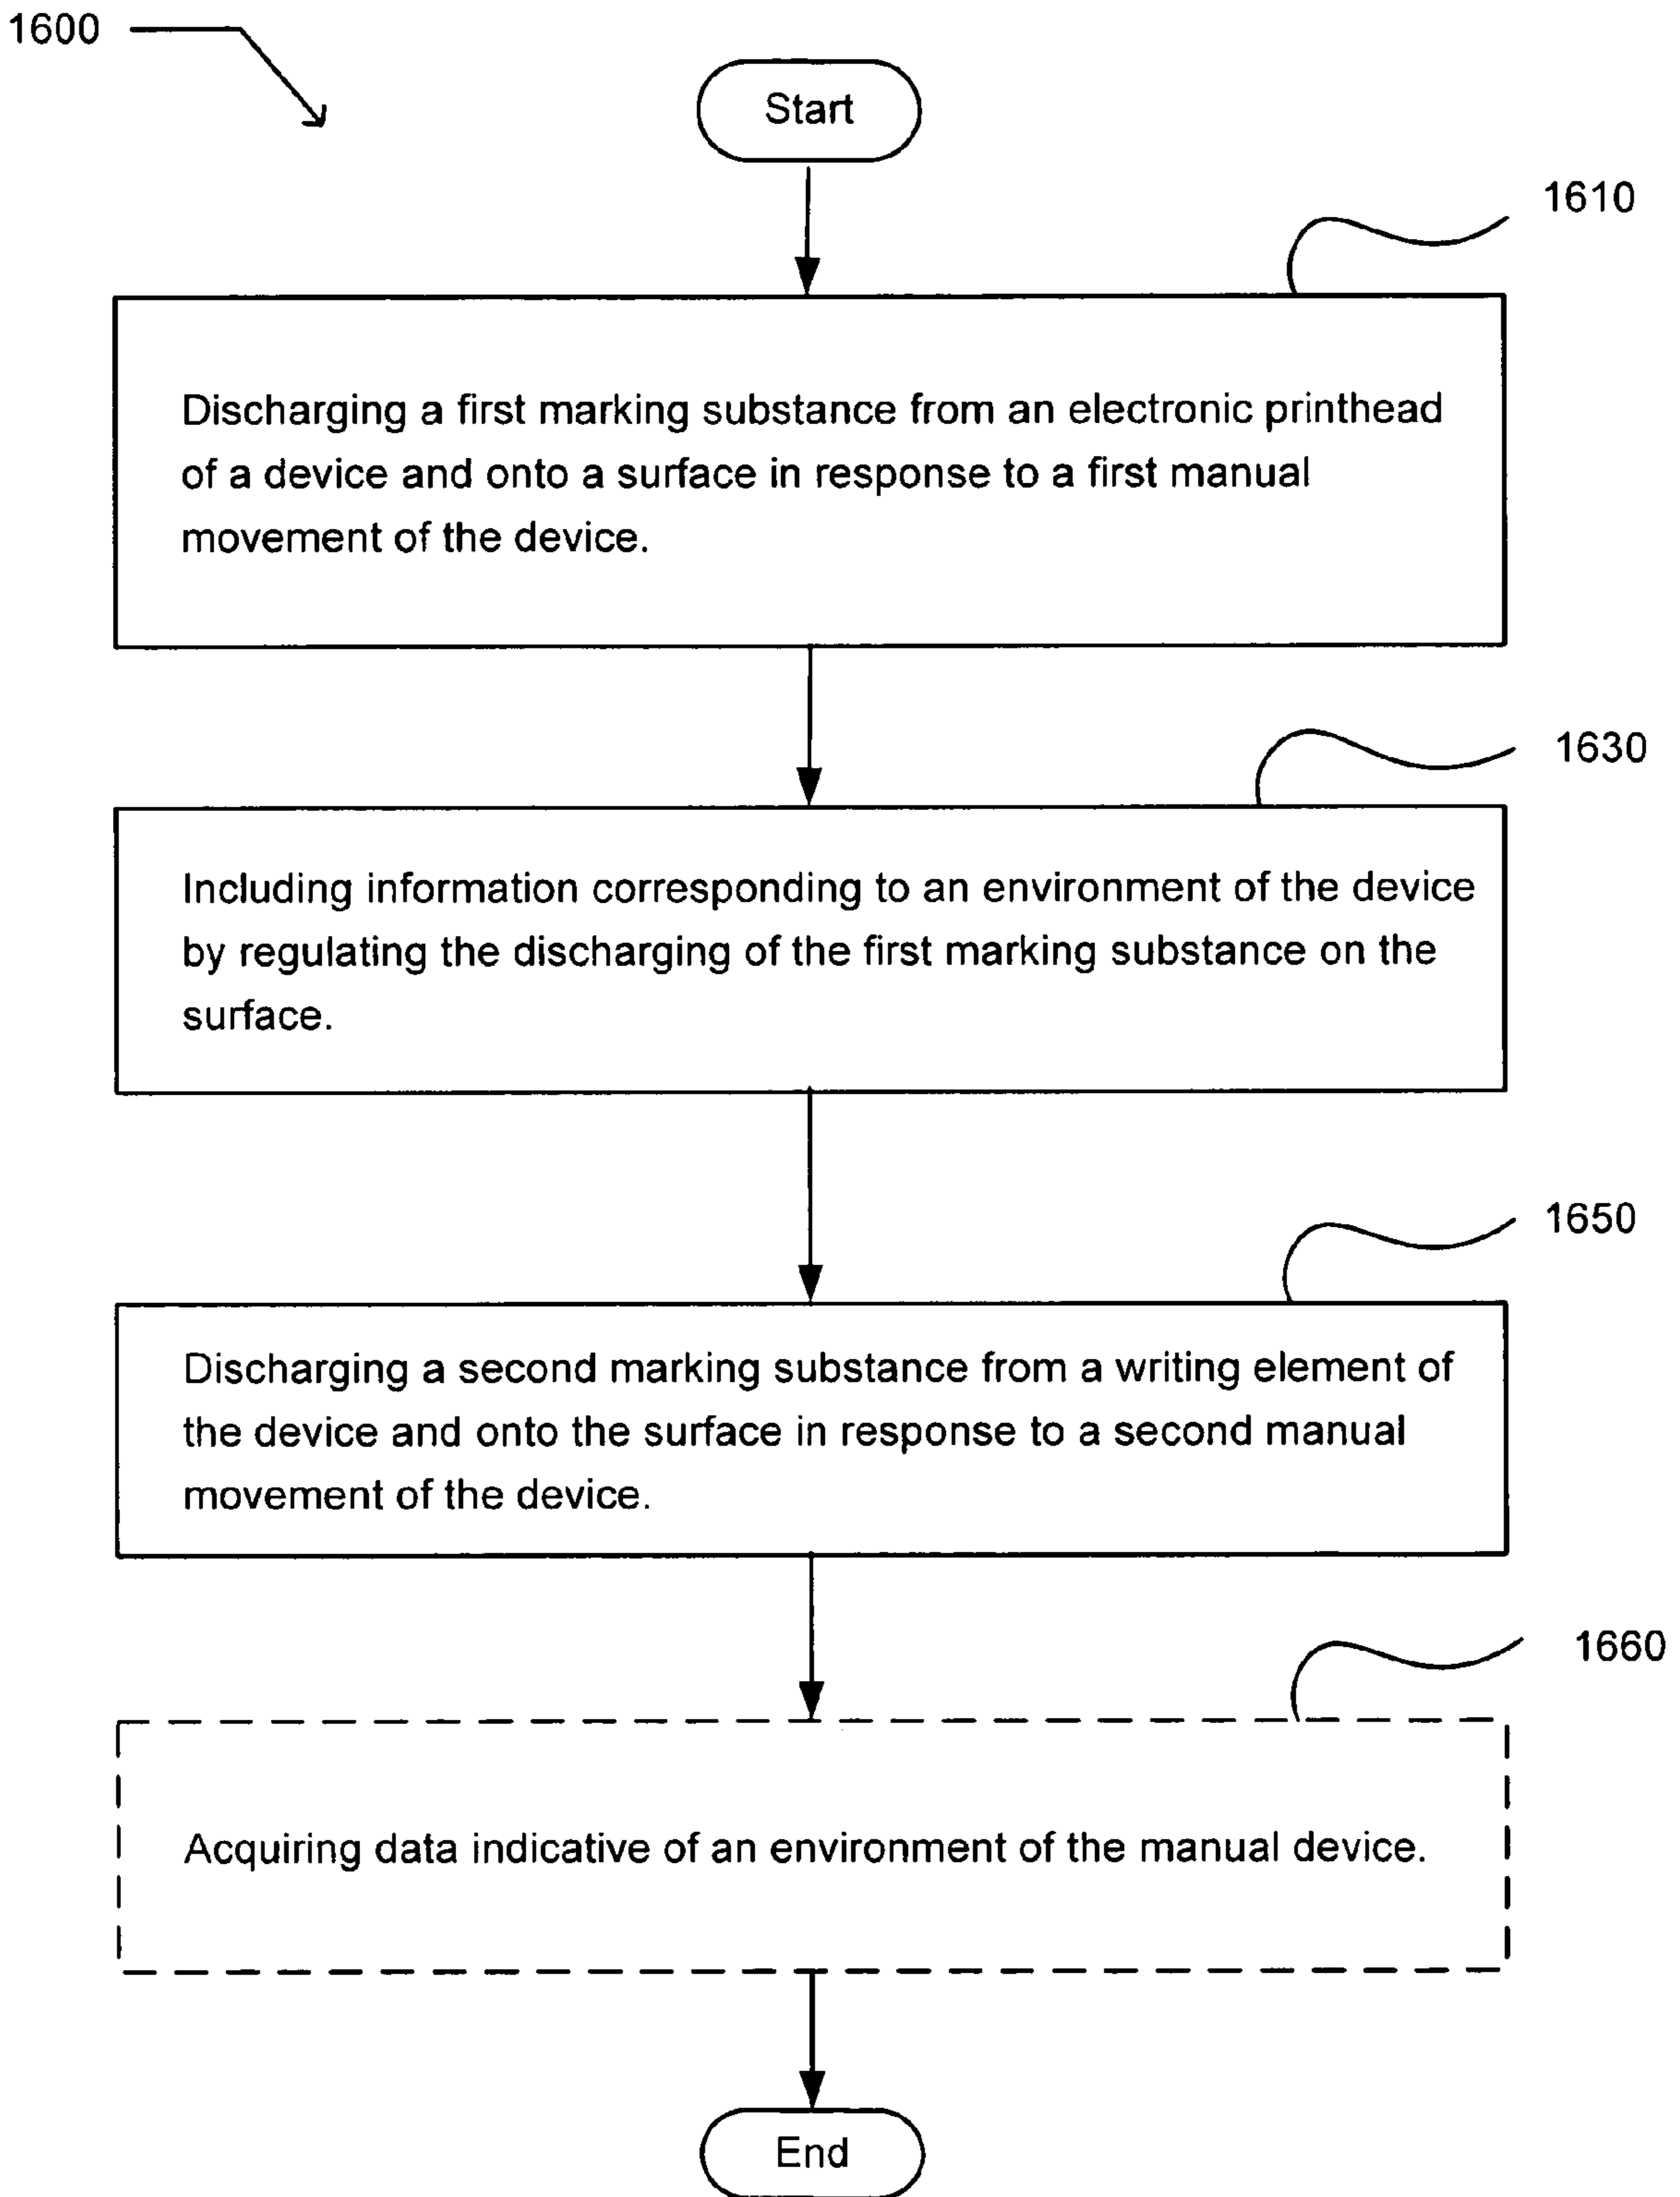 1600
Start
1610
Discharging a first marking substance from an electronic printhead
of a device and onto a surface in response to a first manual
movement of the device.
1630
Including information corresponding to an environment of the device
by regulating the discharging of the first marking substance on the
surface.
1650
Discharging a second marking substance from a writing element of
the device and onto the surface in response to a second manual
movement of the device.
1660
Acquiring data indicative of an environment of the manual device.
End